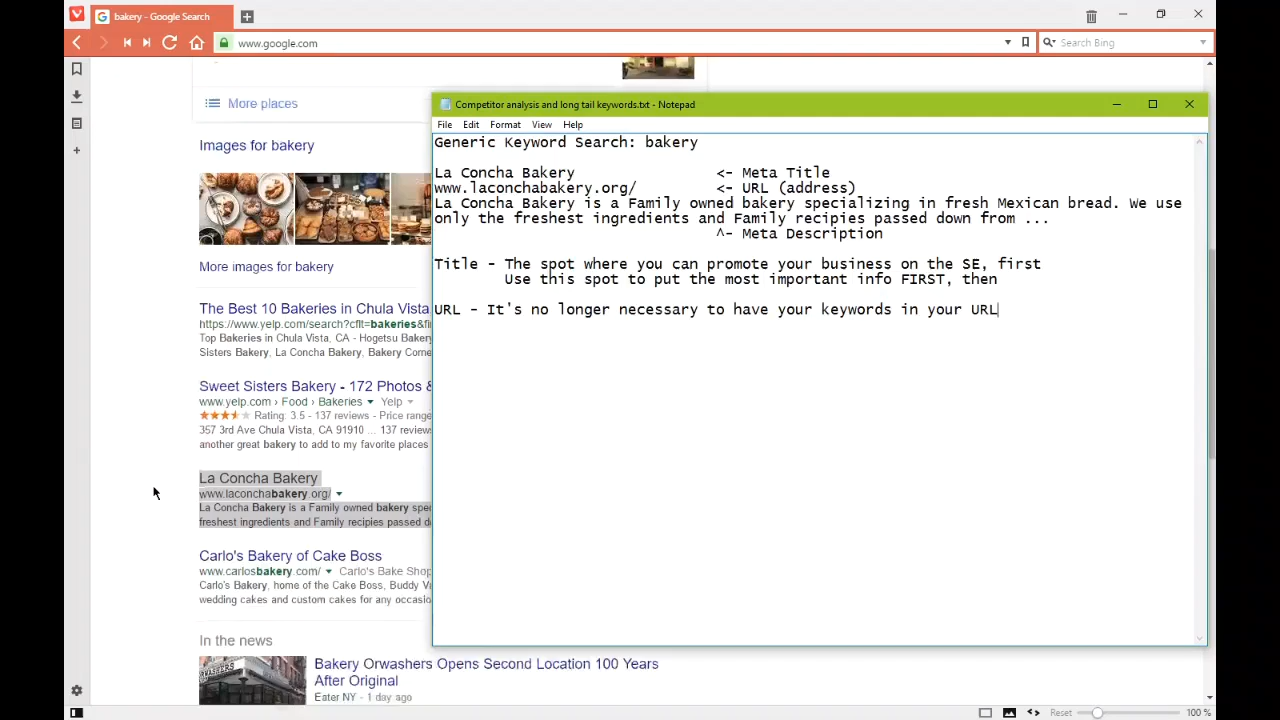 bakery - Google Search
www.google.com
Search Bing
More places
Images for bakery
More images for bakery
The Best 10 Bakeries in Chula Vista,
https://www.yelp.com/search?cflt=bakeries&fi
Top Bakeries in Chula Vista, CA - Hogetsu Baker
Sisters Bakery, La Concha Bakery, Bakery Corne
Sweet Sisters Bakery - 172 Photos &
www.yelp.com › Food › Bakeries Yelp
Rating: 3.5 - 137 reviews - Price range
357 3rd Ave Chula Vista, CA 91910 ... 137 reviews
another great bakery to add to my favorite places
La Concha Bakery
www.laconchabakery.org/
La Concha Bakery is a Family owned bakery spe
freshest ingredients and Family recipies passed d
Carlo's Bakery of Cake Boss
www.carlosbakery.com/ Carlo's Bake Shop
Carlo's Bakery, home of the Cake Boss, Buddy V
wedding cakes and custom cakes for any occasio
In the news
Bakery Orwashers Opens Second Location 100 Years
After Original
Eater NY - 1 day ago
Competitor analysis and long tail keywords.txt - Notepad
File Edit Format View Help
Generic Keyword Search: bakery
La Concha Bakery <- Meta Title
www.laconchabakery.org/ <- URL (address)
La Concha Bakery is a Family owned bakery specializing in fresh Mexican bread. We use
only the freshest ingredients and Family recipies passed down from ...
^- Meta Description
Title - The spot where you can promote your business on the SE, first
Use this spot to put the most important info FIRST, then
URL - It's no longer necessary to have your keywords in your URL
Reset 100 %